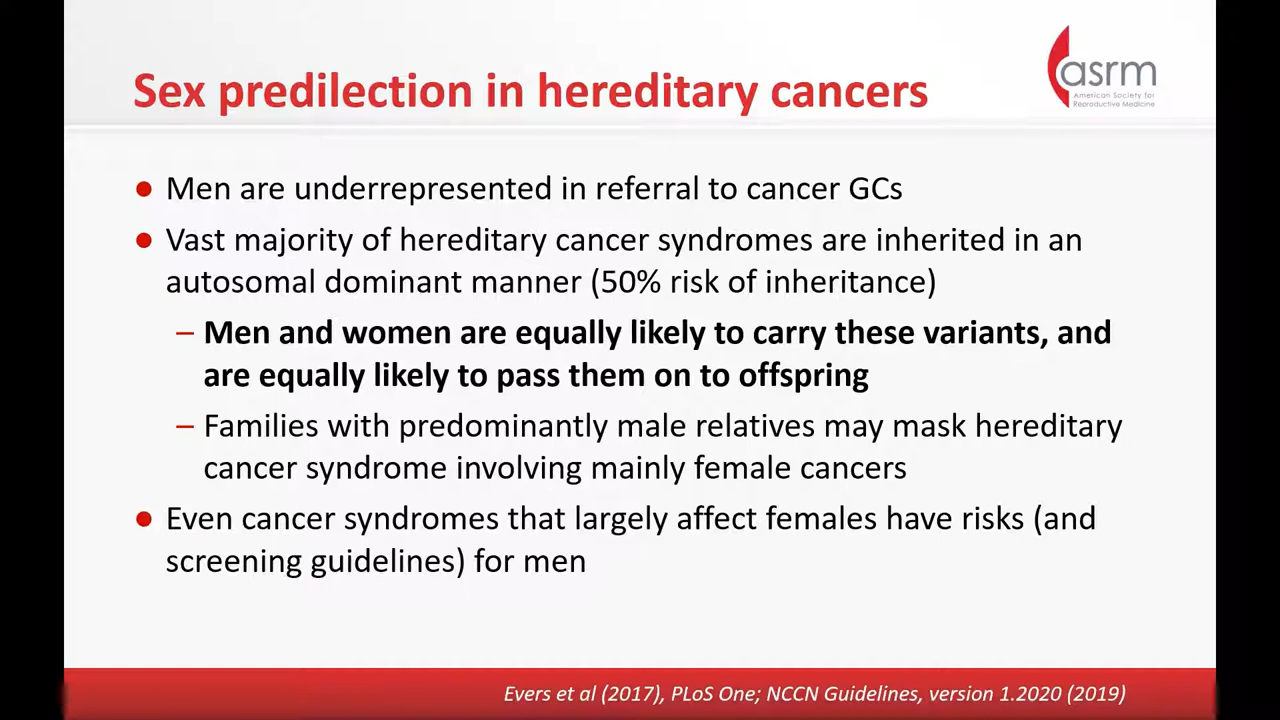 Sex predilection in hereditary cancers
asrm
American Society for
Reproductive Medicine
● Men are underrepresented in referral to cancer GCs
● Vast majority of hereditary cancer syndromes are inherited in an
autosomal dominant manner (50% risk of inheritance)
– Men and women are equally likely to carry these variants, and
are equally likely to pass them on to offspring
– Families with predominantly male relatives may mask hereditary
cancer syndrome involving mainly female cancers
● Even cancer syndromes that largely affect females have risks (and
screening guidelines) for men
Evers et al (2017), PLoS One; NCCN Guidelines, version 1.2020 (2019)